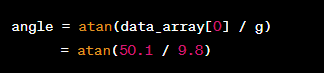 angle = atan(data_array[0] / g)
= atan(50.1 / 9.8)